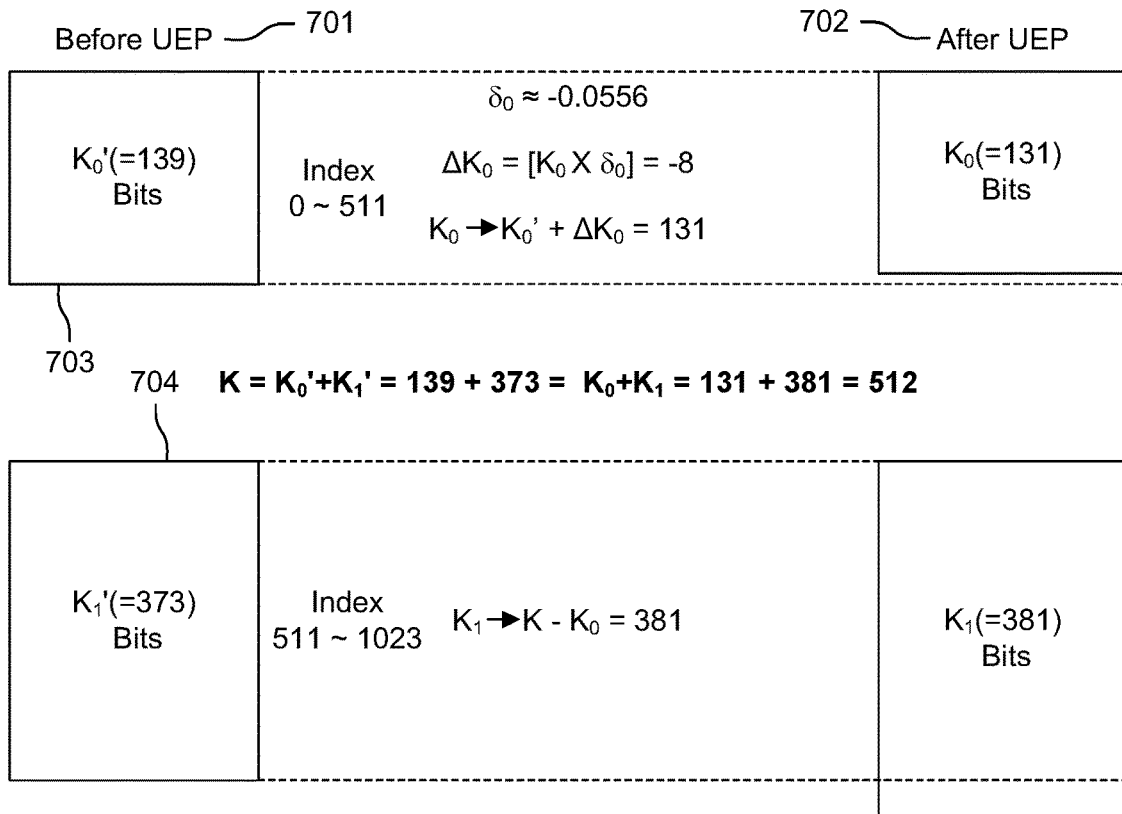 Before UEP 701 702 After UEP
δ₀ ≈ -0.0556
K₀'(=139)
Bits
Index
0 ~ 511
ΔK₀ = [K₀ X δ₀] = -8
K₀ → K₀' + ΔK₀ = 131
K₀(=131)
Bits
703
704
K = K₀'+K₁' = 139 + 373 = K₀+K₁ = 131 + 381 = 512
K₁'(=373)
Bits
Index
511 ~ 1023
K₁ → K - K₀ = 381
K₁(=381)
Bits